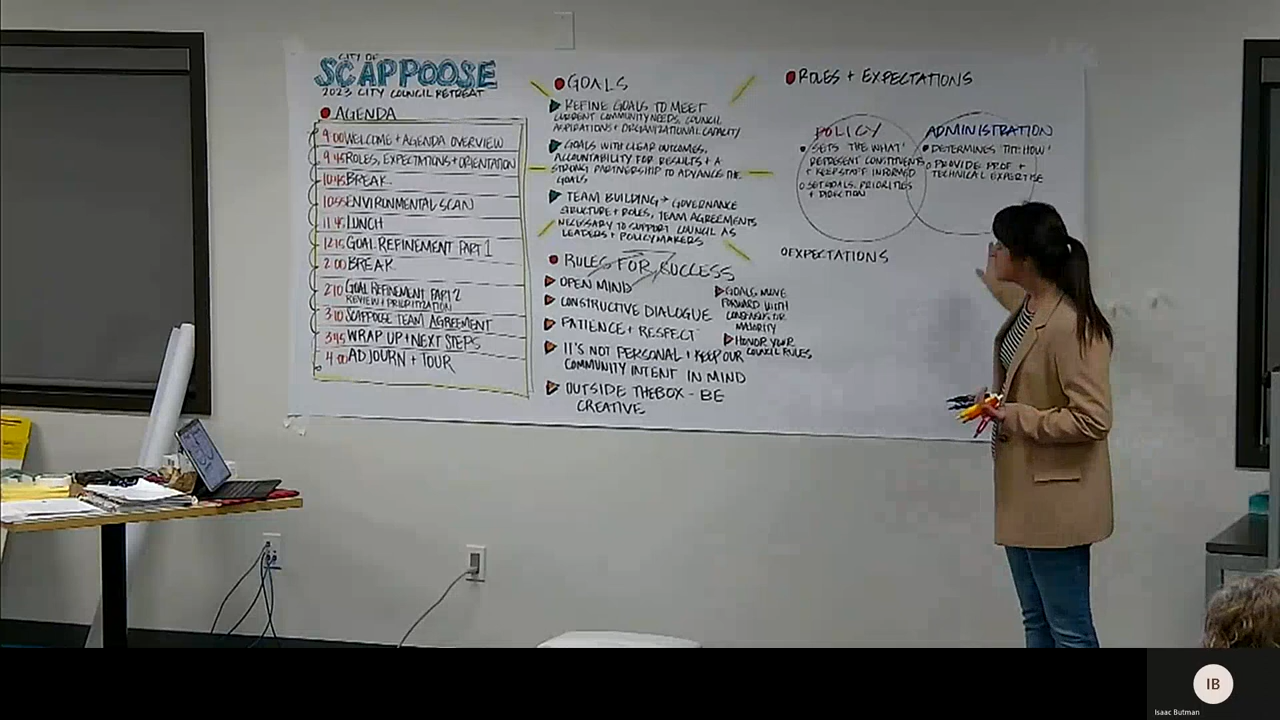 CITY OF
SCAPPOOSE
2023 CITY COUNCIL RETREAT
AGENDA
9:00 WELCOME + AGENDA OVERVIEW
9:45 ROLES, EXPECTATIONS + ORIENTATION
10:45 BREAK
10:55 ENVIRONMENTAL SCAN
11:45 LUNCH
12:15 GOAL REFINEMENT PART 1
2:00 BREAK
2:10 GOAL REFINEMENT PART 2
REVIEW + PRIORITIZATION
3:10 SCAPPOOSE TEAM AGREEMENT
3:45 WRAP UP + NEXT STEPS
4:00 ADJOURN + TOUR
GOALS
REFINE GOALS TO MEET
CURRENT COMMUNITY NEEDS, COUNCIL
ASPIRATIONS + ORGANIZATIONAL CAPACITY
GOALS WITH CLEAR OUTCOMES,
ACCOUNTABILITY FOR RESULTS + A
STRONG PARTNERSHIP TO ADVANCE THE
GOALS
TEAM BUILDING → GOVERNANCE
STRUCTURE + ROLES, TEAM AGREEMENTS
NECESSARY TO SUPPORT COUNCIL AS
LEADERS + POLICYMAKERS
RULES FOR SUCCESS
OPEN MIND
CONSTRUCTIVE DIALOGUE
PATIENCE + RESPECT
IT'S NOT PERSONAL + KEEP OUR
COMMUNITY INTENT IN MIND
OUTSIDE THE BOX - BE
CREATIVE
GOALS MOVE
FORWARD WITH
CONSENSUS OR
MAJORITY
HONOR YOUR
COUNCIL RULES
ROLES + EXPECTATIONS
POLICY
SETS THE 'WHAT'
REPRESENT CONSTITUENTS
+ KEEP STAFF INFORMED
SET GOALS, PRIORITIES
+ DIRECTION
ADMINISTRATION
DETERMINES THE 'HOW'
PROVIDE PROF +
TECHNICAL EXPERTISE
EXPECTATIONS
IB
Isaac Butman